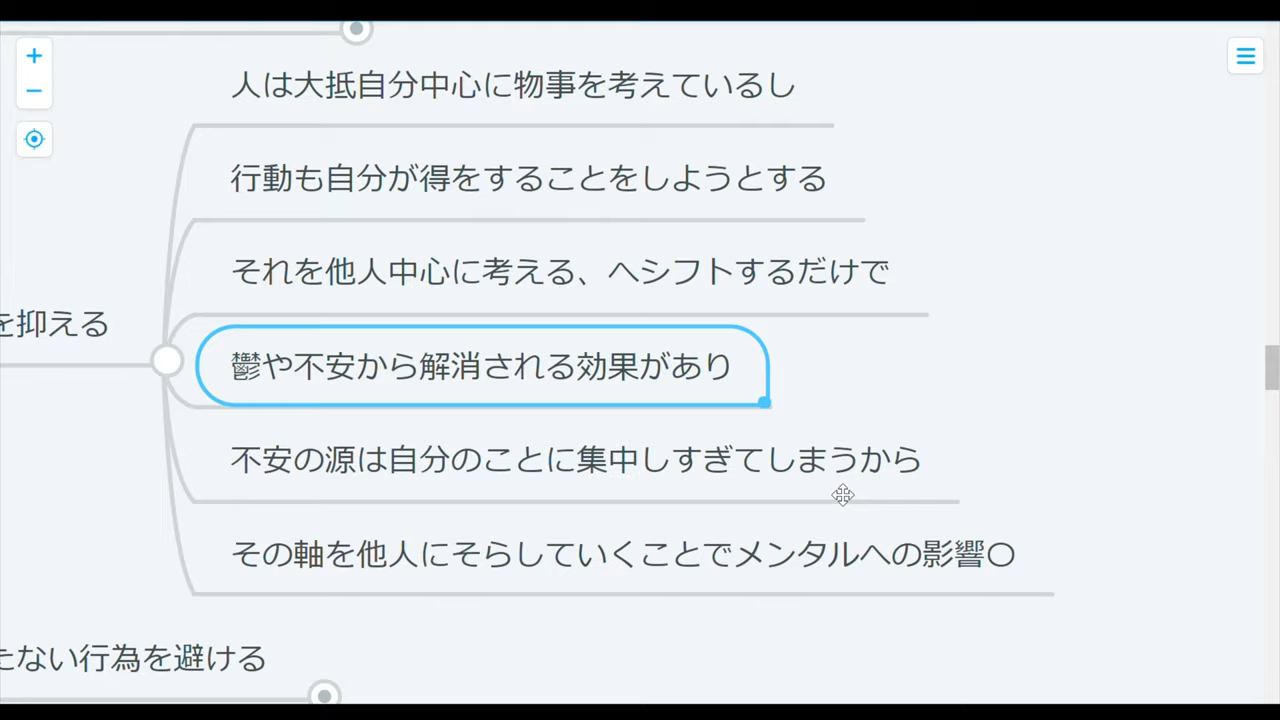 人は大抵自分中心に物事を考えているし
行動も自分が得をすることをしようとする
それを他人中心に考える、へシフトするだけで
を抑える
鬱や不安から解消される効果があり
不安の源は自分のことに集中しすぎてしまうから
その軸を他人にそらしていくことでメンタルへの影響〇
たない行為を避ける